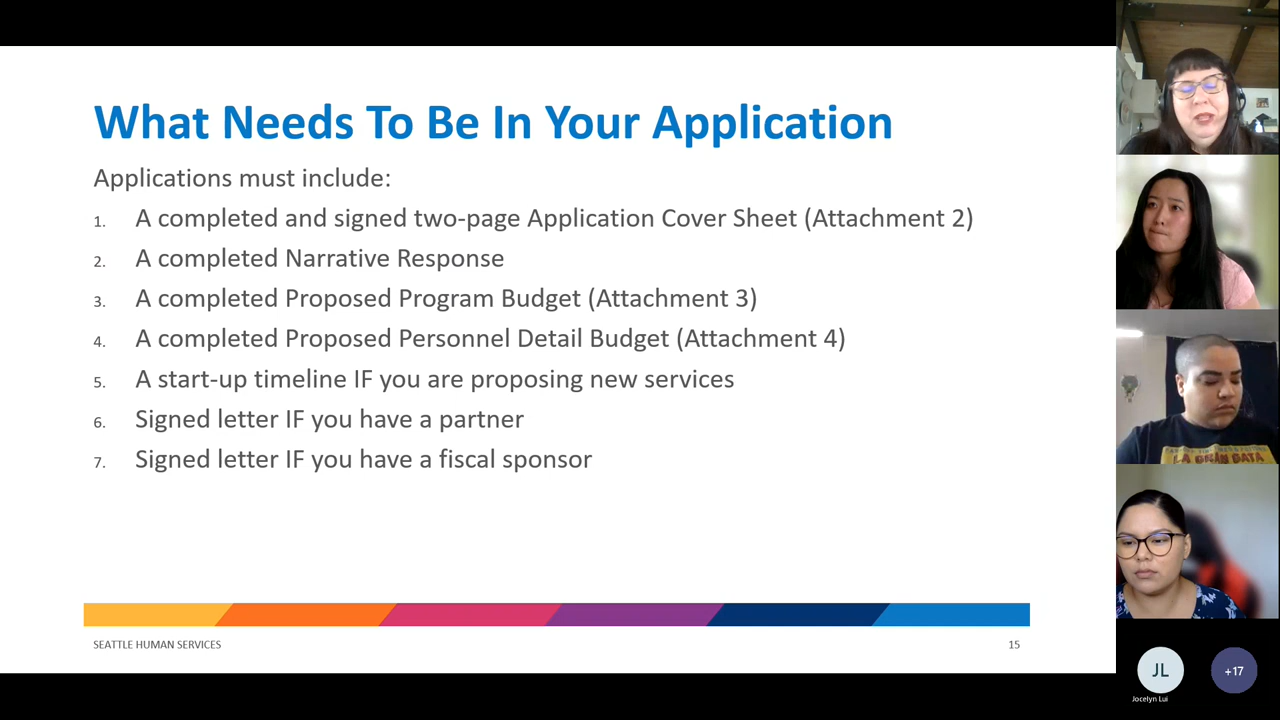 What Needs To Be In Your Application
Applications must include:
1. A completed and signed two-page Application Cover Sheet (Attachment 2)
2. A completed Narrative Response
3. A completed Proposed Program Budget (Attachment 3)
4. A completed Proposed Personnel Detail Budget (Attachment 4)
5. A start-up timeline IF you are proposing new services
6. Signed letter IF you have a partner
7. Signed letter IF you have a fiscal sponsor
SEATTLE HUMAN SERVICES
15
JL
+17
Jocelyn Lui